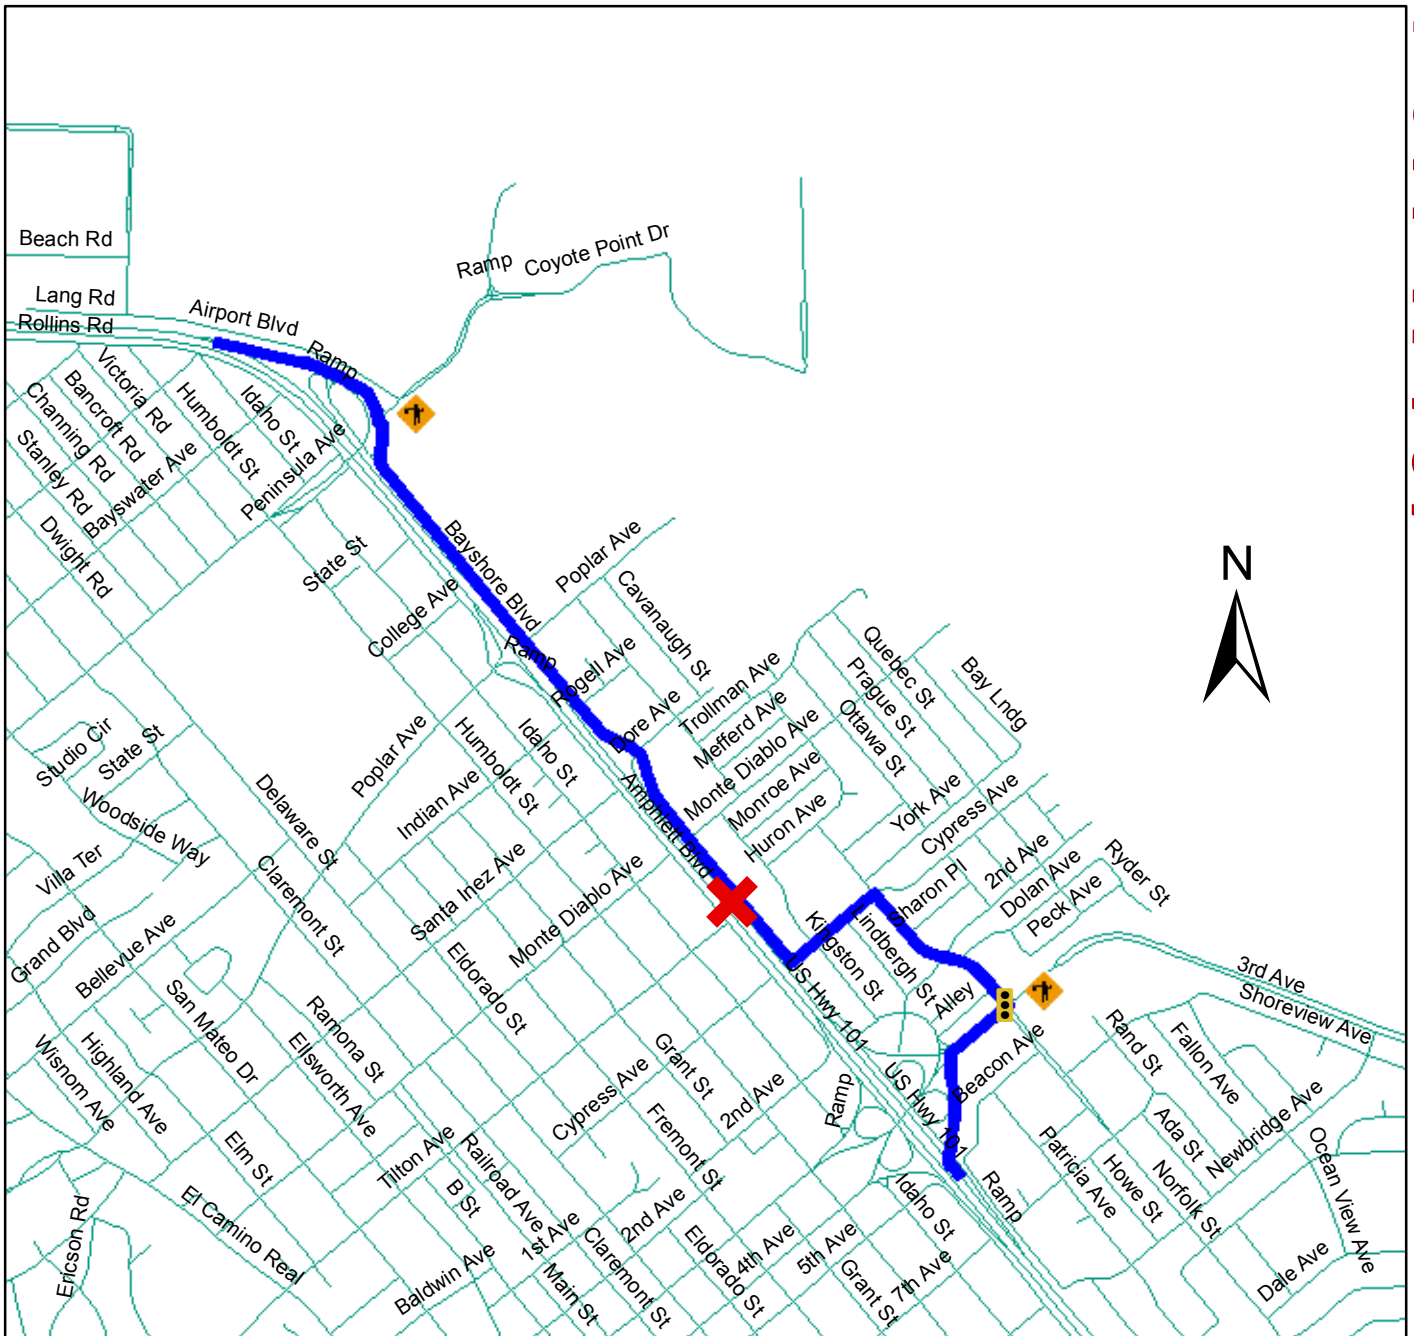 Beach Rd
Lang Rd
Rollins Rd
Airport Blvd
Ramp
Ramp
Coyote Point Dr
Victoria Rd
Bancroft Rd
Channing Rd
Stanley Rd
Humboldt St
Idaho St
Bayswater Ave
Peninsula Ave
Dwight Rd
State St
College Ave
Bayshore Blvd
Poplar Ave
Cavanaugh St
Ramp
Rogell Ave
Dore Ave
Trollman Ave
Mefferd Ave
Monte Diablo Ave
Monroe Ave
Huron Ave
Quebec St
Prague St
Ottawa St
Bay Lndg
N
York Ave
Cypress Ave
Sharon Pl
2nd Ave
Dolan Ave
Peck Ave
Ryder St
Studio Cir
State St
Woodside Way
Villa Ter
Grand Blvd
Bellevue Ave
Delaware St
Claremont St
Poplar Ave
Indian Ave
Humboldt St
Idaho St
Santa Inez Ave
Monte Diablo Ave
Amphlett Blvd
Eldorado St
Kingston St
Lindbergh St
S
Alley
US Hwy 101
US Hwy 101
Beacon Ave
3rd Ave
Shoreview Ave
Rand St
Fallon Ave
Newbridge Ave
Ada St
Norfolk St
Howe St
Patricia Ave
Ocean View Ave
Dale Ave
Ramp
Ramp
San Mateo Dr
Ramona St
Ellsworth Ave
Highland Ave
Wisnom Ave
Elm St
El Camino Real
Ericson Rd
Tilton Ave
B St
Railroad Ave
1st Ave
Baldwin Ave
Main St
Claremont St
2nd Ave
Cypress Ave
Grant St
2nd Ave
Fremont St
Eldorado St
4th Ave
5th Ave
Grant St
7th Ave
Idaho St